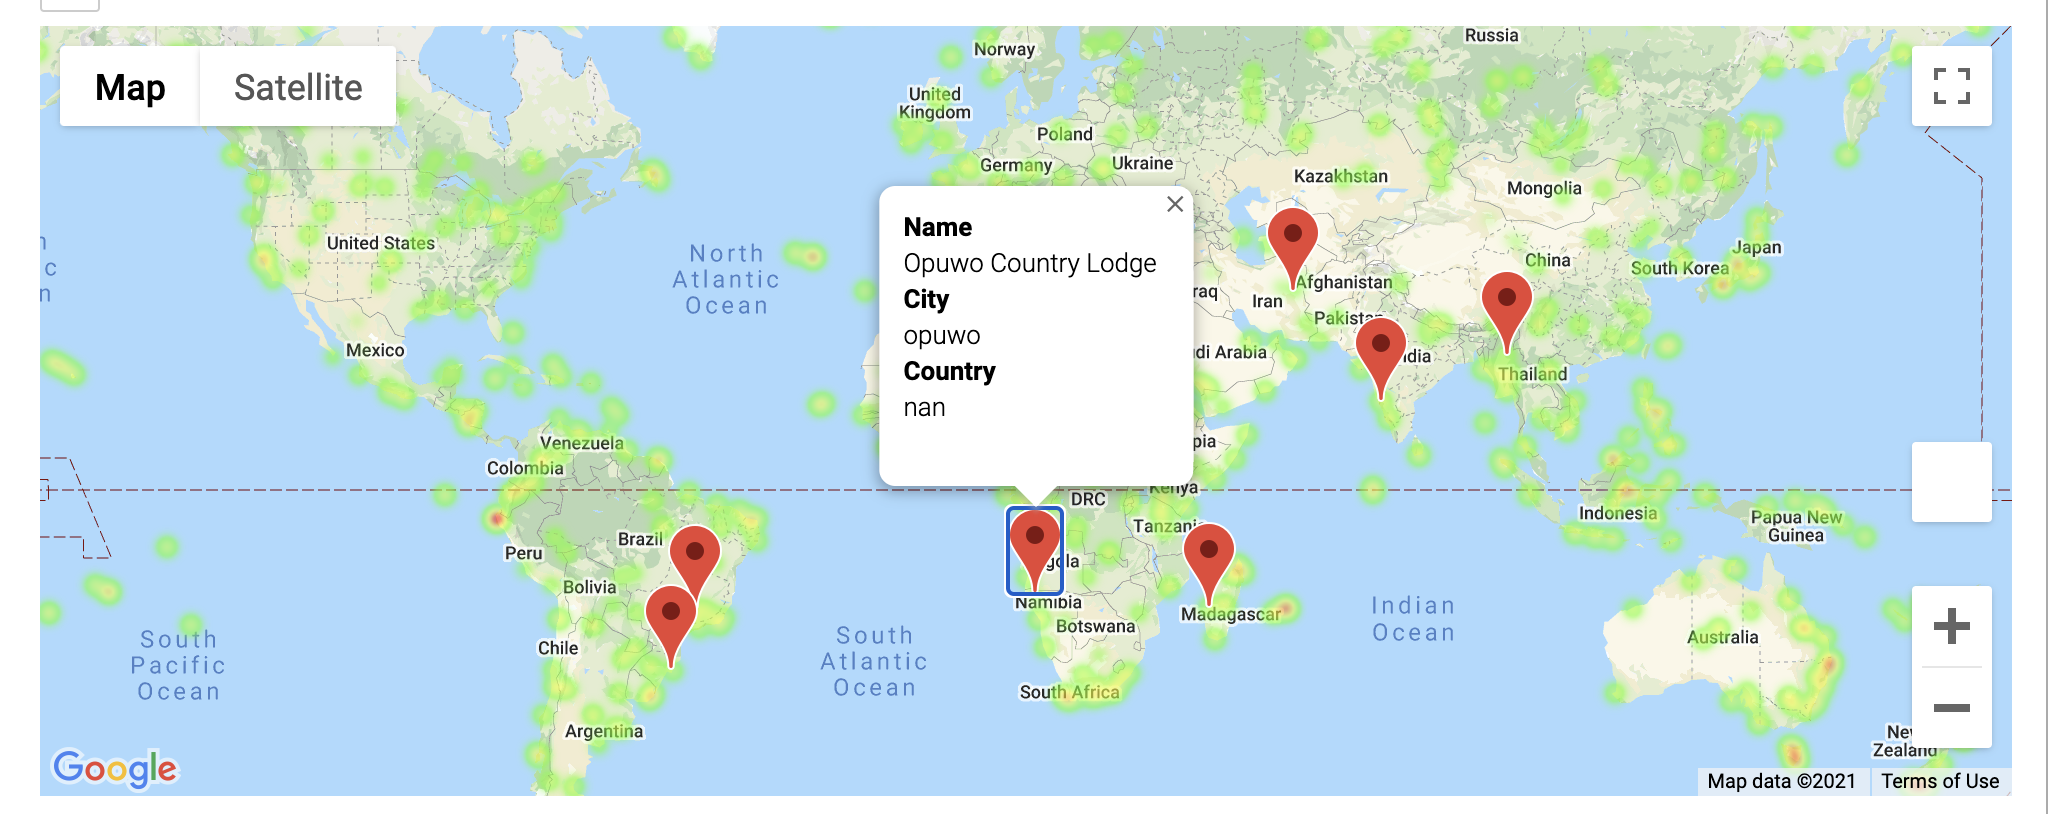 Map
Satellite
Norway
Russia
United
Kingdom
Poland
Germany
Ukraine
Kazakhstan
Mongolia
Name
Opuwo Country Lodge
City
opuwo
Country
nan
United States
North
Atlantic
Ocean
Japan
China
South Korea
Afghanistan
Iran
raq
Pakistan
ndia
udi Arabia
Mexico
Thailand
Venezuela
Colombia
pia
Kenya
DRC
Tanzania
Indonesia
Papua New
Guinea
Brazil
Peru
gola
Bolivia
Namibia
Madagascar
Botswana
Indian
Ocean
Chile
South
Pacific
Ocean
South
Atlantic
Ocean
Australia
South Africa
Argentina
New
Zealand
Google
Map data ©2021
Terms of Use